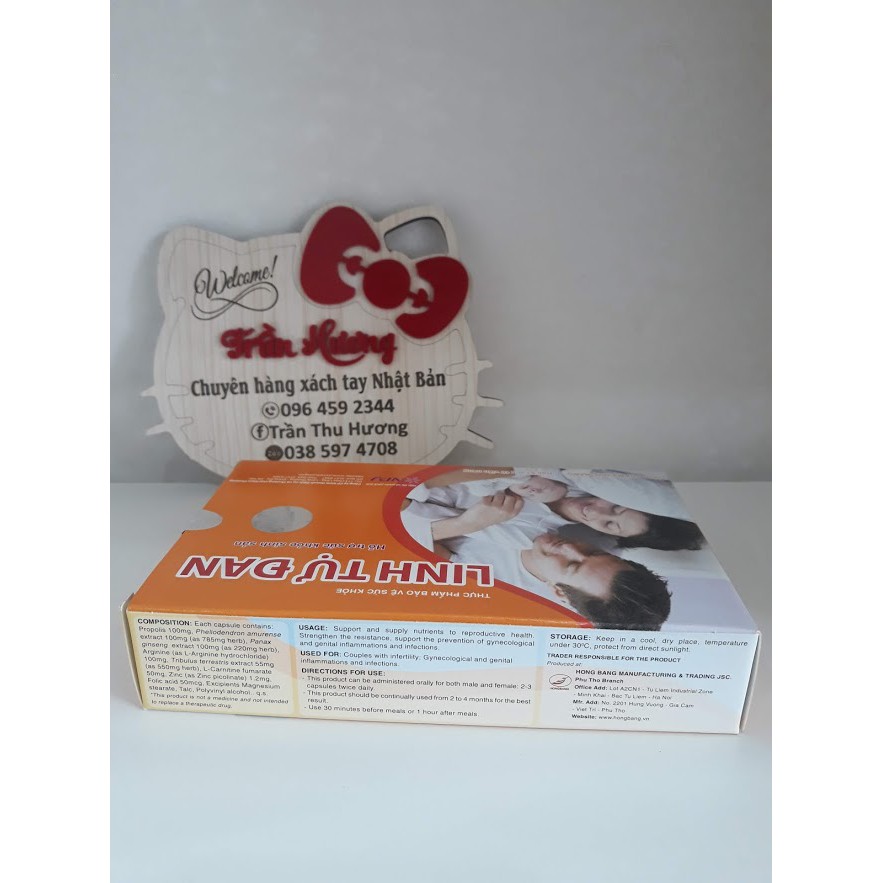 Welcome!
Trần Hương
Chuyên hàng xách tay Nhật Bản
096 459 2344
Trần Thu Hương
038 597 4708
Hỗ trợ sức khỏe sinh sản
LINH TỰ ĐAN
THỰC PHẨM BẢO VỆ SỨC KHỎE
COMPOSITION: Each capsule contains:
Propolis 100mg, Pheliodendron amurense
extract 100mg (as 785mg herb), Panax
ginseng extract 100mg (as 220mg herb),
Arginine (as L-Arginine hydrochloride)
100mg, Tribulus terrestris extract 55mg
(as 550mg herb), L-Carnitine fumarate
50mg, Zinc (as Zinc picolinate) 1.2mg,
Folic acid 50mcg, Excipients Magnesium
stearate, Talc, Polyvinyl alcohol,.. q.s.
"This product is not a medicine and not intended
to replace a therapeutic drug.
USAGE: Support and supply nutrients to reproductive health.
Strengthen the resistance, support the prevention of gynecological
and genital inflammations and infections.
USED FOR: Couples with infertility; Gynecological and genital
inflammations and infections.
DIRECTIONS FOR USE:
- This product can be administered orally for both male and female: 2-3
capsules twice daily.
- This product should be continually used from 2 to 4 months for the best
result.
- Use 30 minutes before meals or 1 hour after meals.
STORAGE: Keep in a cool, dry place, temperature
under 30ºC, protect from direct sunlight.
TRADER RESPONSIBLE FOR THE PRODUCT
Produced at:
HONG BANG MANUFACTURING & TRADING JSC.
Phu Tho Branch
Office Add: Lot A2CN1 - Tu Liem Industrial Zone
- Minh Khai - Bac Tu Liem - Ha Noi
Mfr. Add: No. 2201 Hung Vuong - Gia Cam
- Viet Tri - Phu Tho
Website: www.hongbang.vn